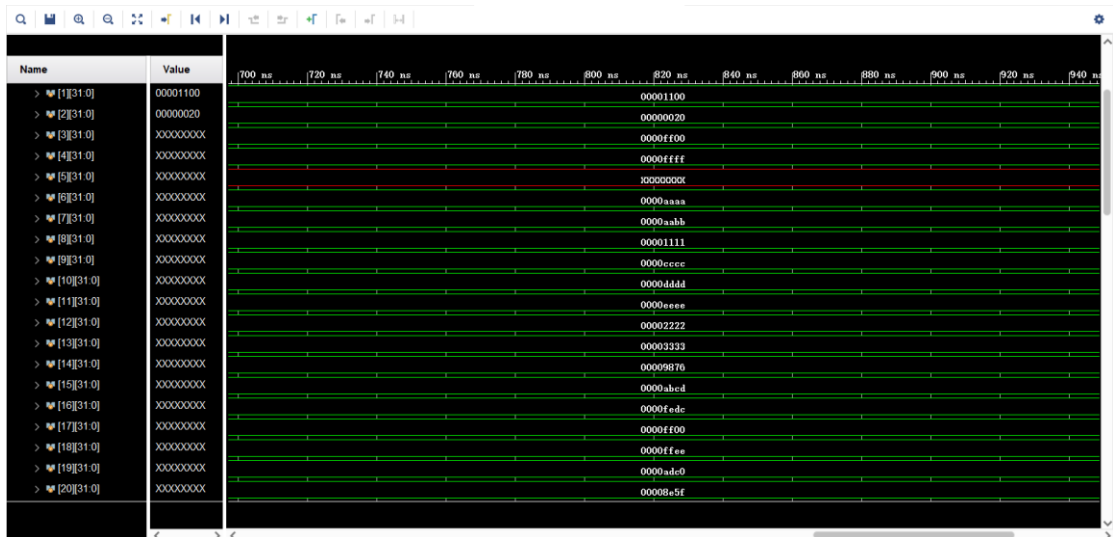 Name Value 700 ns 720 ns 740 ns 760 ns 780 ns 800 ns 820 ns 840 ns 860 ns 880 ns 900 ns 920 ns 940 ns
[1][31:0] 00001100 00001100
[2][31:0] 00000020 00000020
[3][31:0] XXXXXXXX 0000ff00
[4][31:0] XXXXXXXX 0000ffff
[5][31:0] XXXXXXXX XXXXXXXX
[6][31:0] XXXXXXXX 0000aaaa
[7][31:0] XXXXXXXX 0000aabb
[8][31:0] XXXXXXXX 00001111
[9][31:0] XXXXXXXX 0000cccc
[10][31:0] XXXXXXXX 0000dddd
[11][31:0] XXXXXXXX 0000eeee
[12][31:0] XXXXXXXX 00002222
[13][31:0] XXXXXXXX 00003333
[14][31:0] XXXXXXXX 00009876
[15][31:0] XXXXXXXX 0000abcd
[16][31:0] XXXXXXXX 0000fedc
[17][31:0] XXXXXXXX 0000ff00
[18][31:0] XXXXXXXX 0000ffee
[19][31:0] XXXXXXXX 0000adc0
[20][31:0] XXXXXXXX 00008e5f